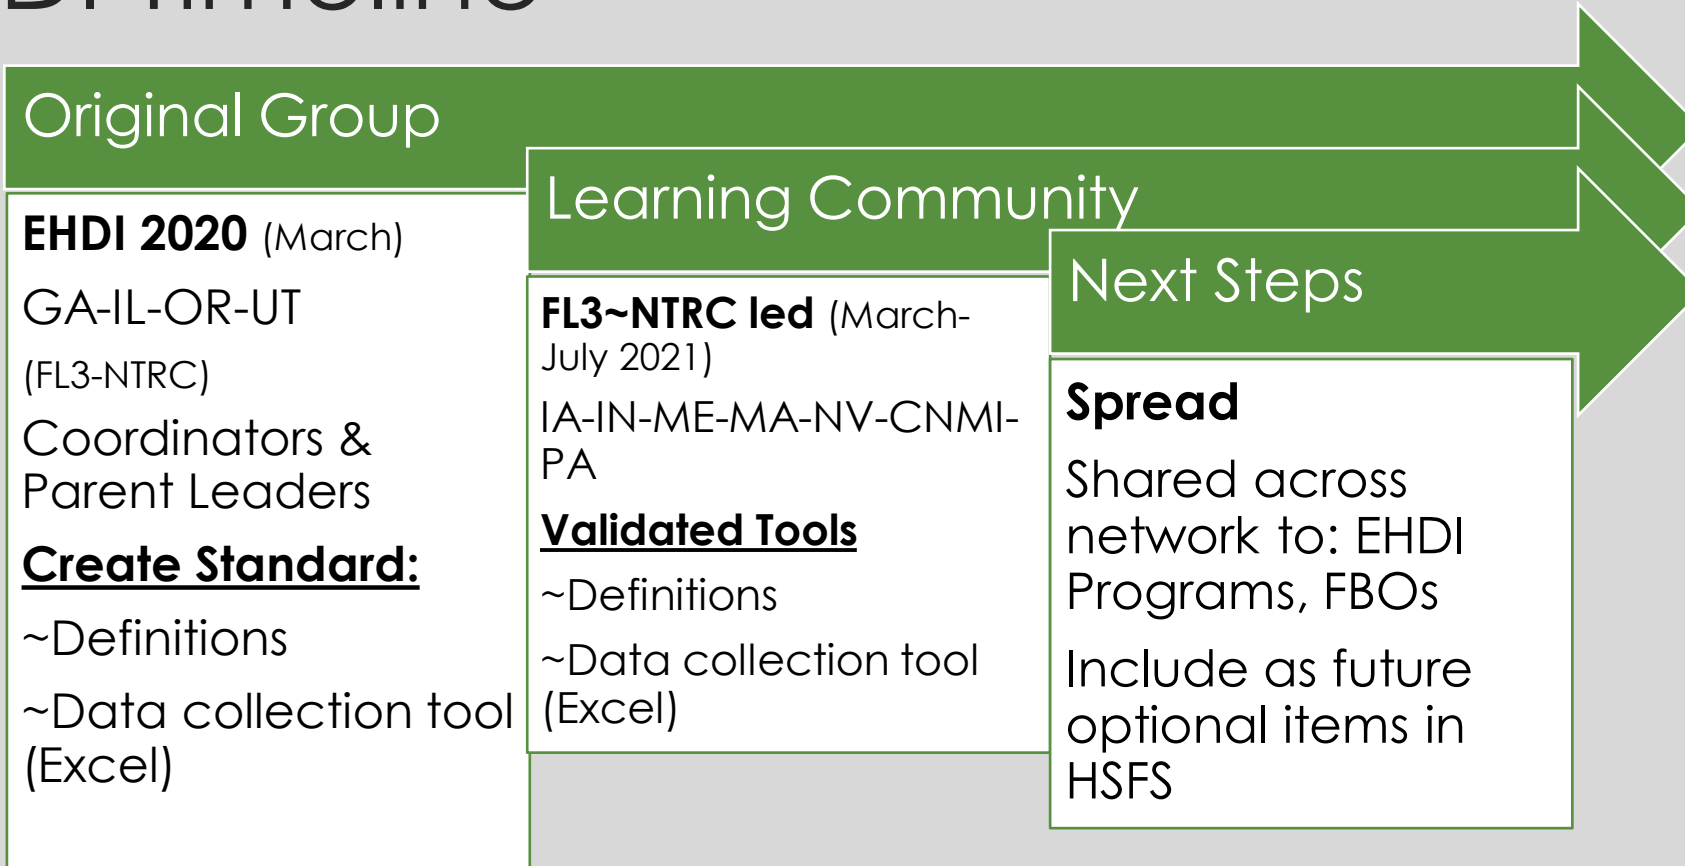 Original Group
EHDI 2020 (March)
GA-IL-OR-UT
(FL3-NTRC)
Coordinators &
Parent Leaders
Create Standard:
~Definitions
~Data collection tool
(Excel)
Learning Community
FL3~NTRC led (March-
July 2021)
IA-IN-ME-MA-NV-CNMI-
PA
Validated Tools
~Definitions
~Data collection tool
(Excel)
Next Steps
Spread
Shared across
network to: EHDI
Programs, FBOs
Include as future
optional items in
HSFS